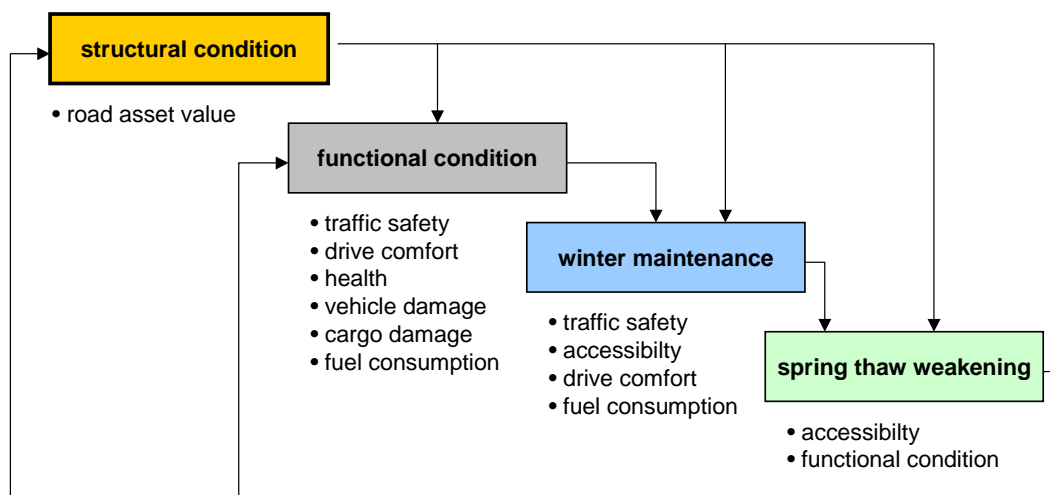 structural condition
• road asset value
functional condition
• traffic safety
• drive comfort
• health
• vehicle damage
• cargo damage
• fuel consumption
winter maintenance
• traffic safety
• accessibilty
• drive comfort
• fuel consumption
spring thaw weakening
• accessibilty
• functional condition